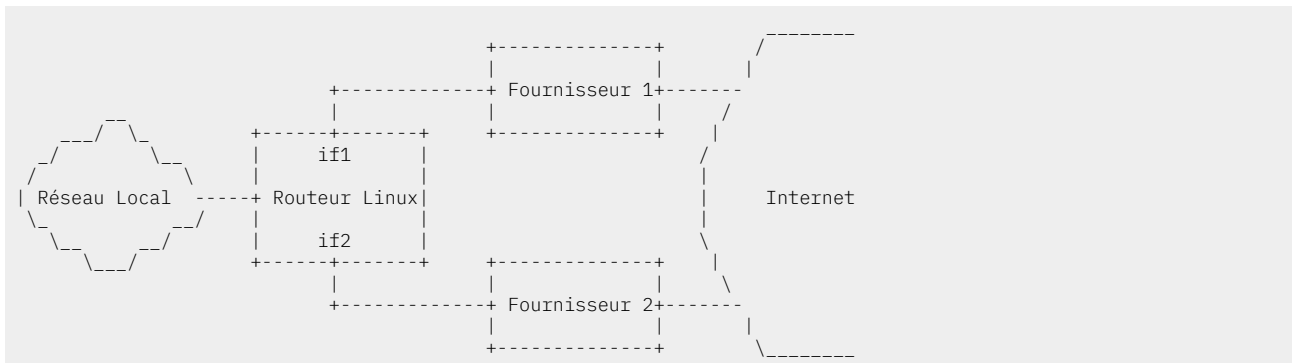 Fournisseur 1
if1
Réseau Local
Routeur Linux
Internet
if2
Fournisseur 2